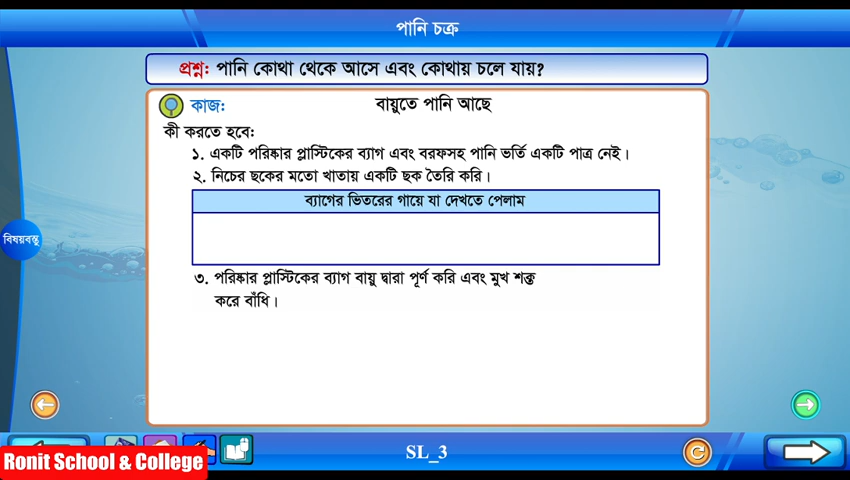 পানি চক্র
প্রশ্ন: পানি কোথা থেকে আসে এবং কোথায় চলে যায়?
কাজ: বায়ুতে পানি আছে
কী করতে হবে:
১. একটি পরিষ্কার প্লাস্টিকের ব্যাগ এবং বরফসহ পানি ভর্তি একটি পাত্র নেই।
২. নিচের ছকের মতো খাতায় একটি ছক তৈরি করি।
ব্যাগের ভিতরের গায়ে যা দেখতে পেলাম
বিষয়বস্তু
৩. পরিষ্কার প্লাস্টিকের ব্যাগ বায়ু দ্বারা পূর্ণ করি এবং মুখ শক্ত
করে বাঁধি।
SL_3
Ronit School & College